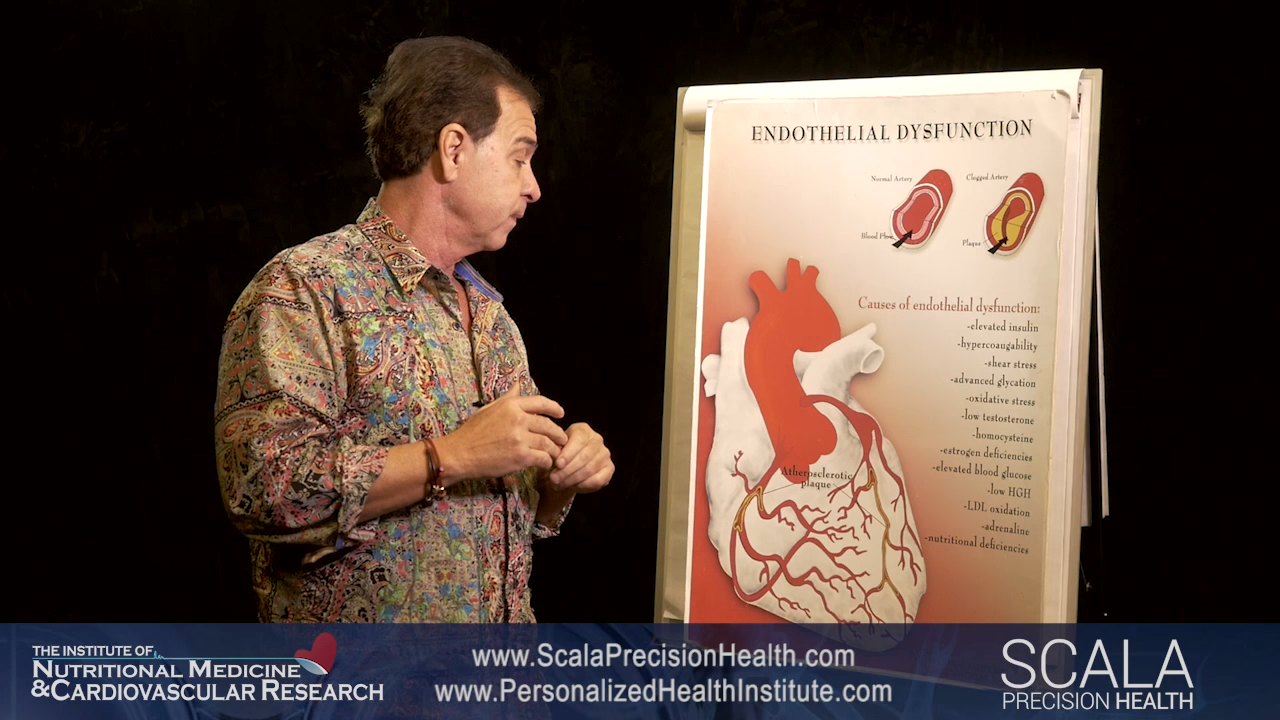 ENDOTHELIAL DYSFUNCTION
Normal Artery
Clogged Artery
Blood Flow
Plaque
Causes of endothelial dysfunction:
-elevated insulin
-hypercoaugability
-shear stress
-advanced glycation
-oxidative stress
-low testosterone
-homocysteine
-estrogen deficiencies
-elevated blood glucose
-low HGH
-LDL oxidation
-adrenaline
-nutritional deficiencies
Atherosclerotic
plaque
THE INSTITUTE OF
NUTRITIONAL MEDICINE
&CARDIOVASCULAR RESEARCH
www.ScalaPrecisionHealth.com
www.PersonalizedHealthInstitute.com
SCALA
PRECISION HEALTH